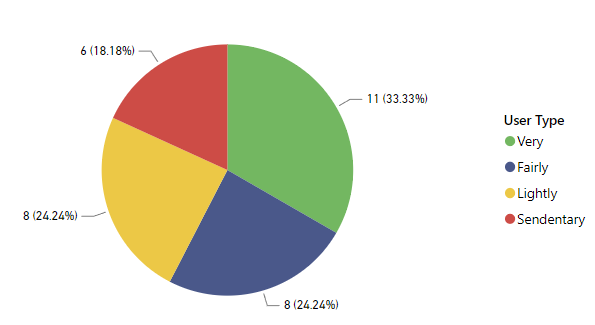 6 (18.18%)
11 (33.33%)
8 (24.24%)
8 (24.24%)
User Type
Very
Fairly
Lightly
Sendentary